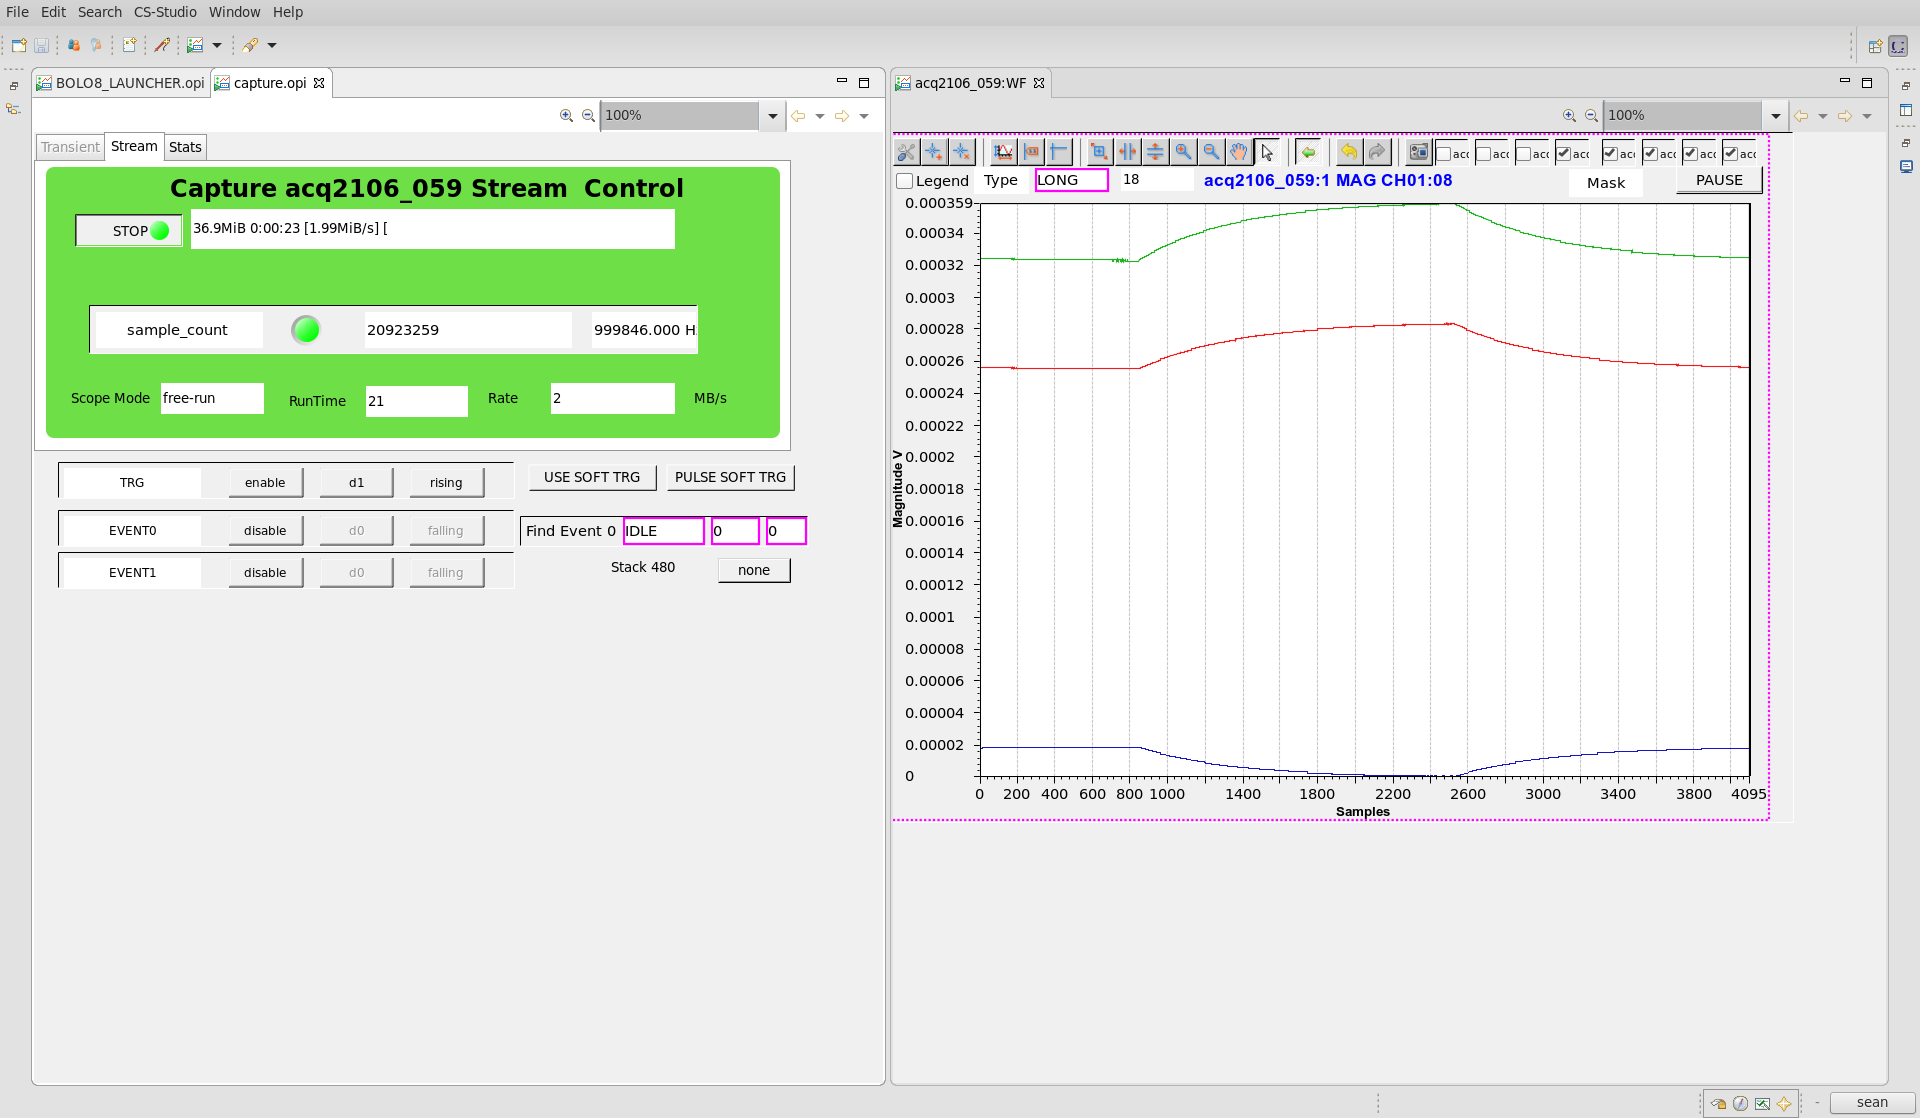 File Edit Search CS-Studio Window Help
BOLO8_LAUNCHER.opi capture.opi
100%
Transient Stream Stats
Capture acq2106_059 Stream  Control
STOP 36.9MiB 0:00:23 [1.99MiB/s] [
sample_count 20923259 999846.000 H
Scope Mode free-run RunTime 21 Rate 2 MB/s
TRG enable d1 rising USE SOFT TRG PULSE SOFT TRG
EVENT0 disable d0 falling Find Event 0 IDLE 0 0
EVENT1 disable d0 falling Stack 480 none
acq2106_059:WF
100%
acc acc acc acc acc acc acc acc
Legend Type LONG 18 acq2106_059:1 MAG CH01:08 Mask PAUSE
0.000359
0.00034
0.00032
0.0003
0.00028
0.00026
0.00024
0.00022
0.0002
0.00018
0.00016
0.00014
0.00012
0.0001
0.00008
0.00006
0.00004
0.00002
0
Magnitude V
0 200 400 600 800 1000 1400 1800 2200 2600 3000 3400 3800 4095
Samples
sean